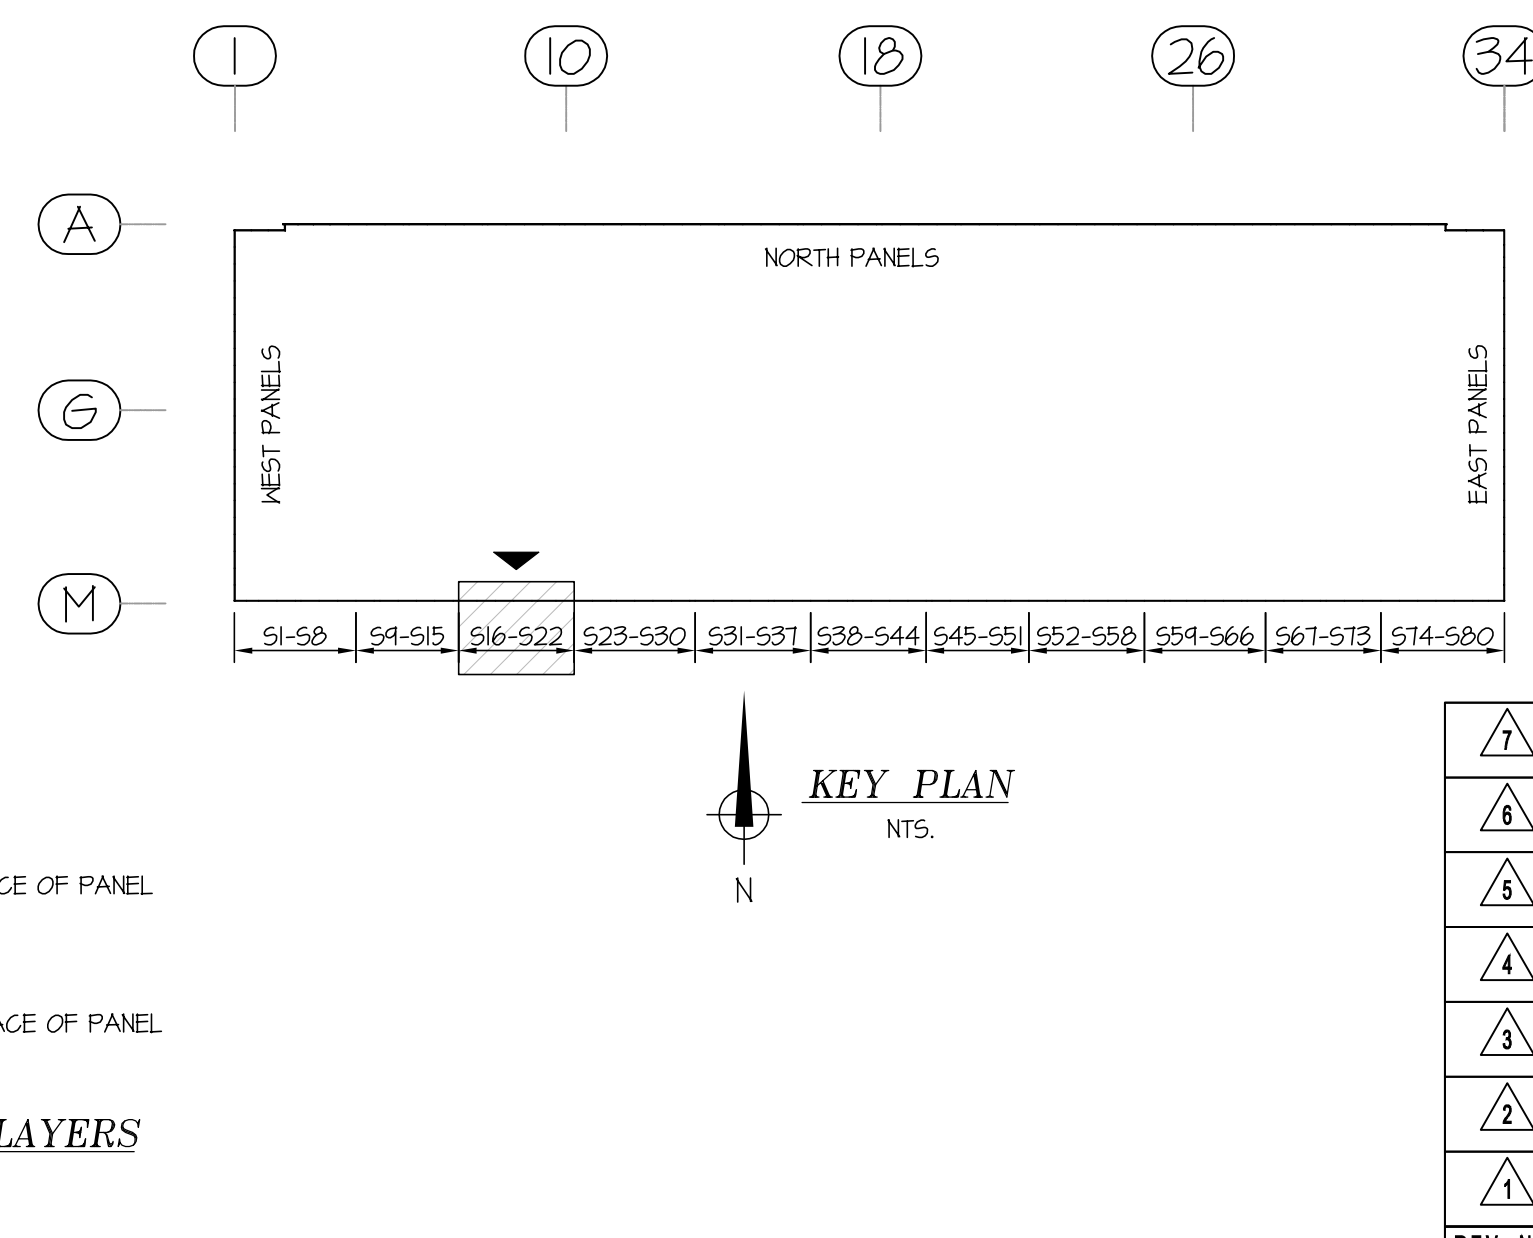 1 10 18 26 34
A
NORTH PANELS
WEST PANELS
EAST PANELS
G
M
S1-S8 S9-S15 S16-S22 S23-S30 S31-S37 S38-S44 S45-S51 S52-S58 S59-S66 S67-S73 S74-S80
KEY PLAN
NTS.
N
CE OF PANEL
ACE OF PANEL
LAYERS
7
6
5
4
3
2
1